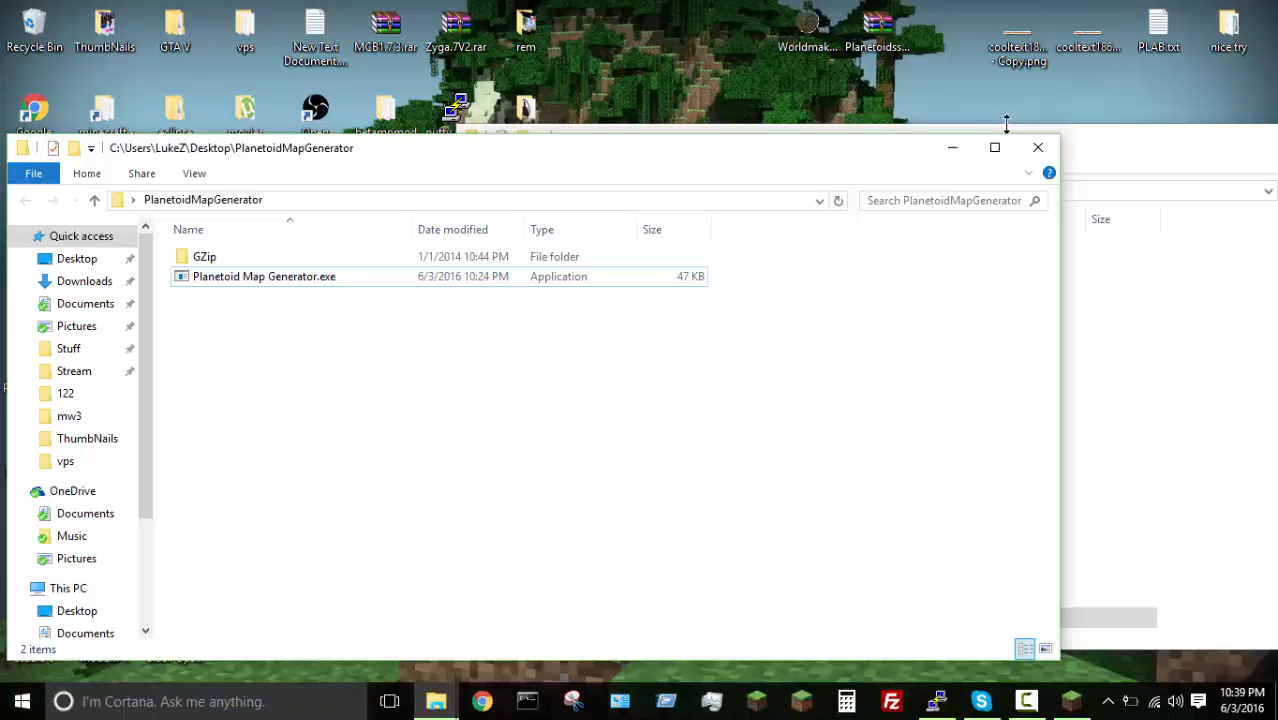 Recycle Bin
ThumbNails
GTA V
vps
New Text
Document....
MCB1.7.3.rar
Zyga.7V2.rar
rem
Worldmak...
Planetoidss...
cooltext18...
- Copy.png
cooltext186...
PLAB.txt
nice try
Google
minecraft
eclipse
Open
C:\Users\LukeZ\Desktop\PlanetoidMapGenerator
File
Home
Share
View
PlanetoidMapGenerator
Search PlanetoidMapGenerator
Name
Date modified
Type
Size
Size
GZip
1/1/2014 10:44 PM
File folder
Planetoid Map Generator.exe
6/3/2016 10:24 PM
Application
47 KB
Quick access
Desktop
Downloads
Documents
Pictures
Stuff
Stream
122
mw3
ThumbNails
vps
OneDrive
Documents
Music
Pictures
This PC
Desktop
Documents
2 items
I'm Cortana. Ask me anything.
10:39 PM
6/3/2016